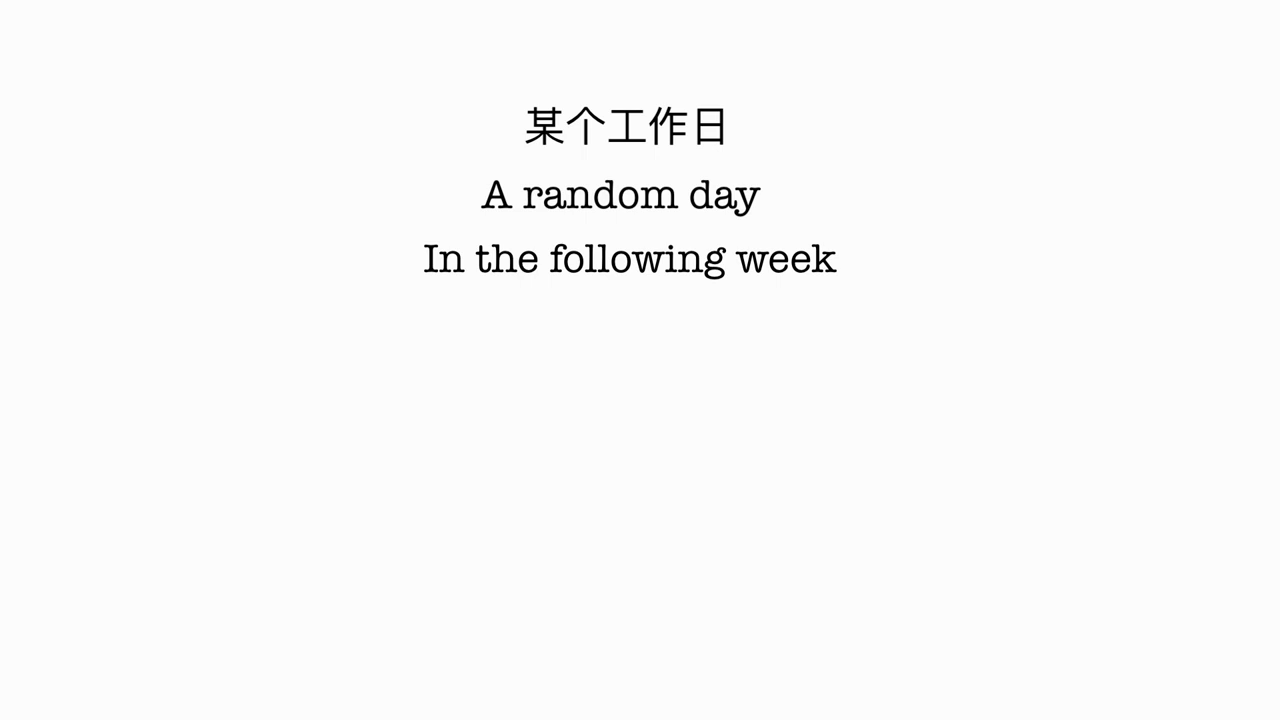 某个工作日
A random day
In the following week